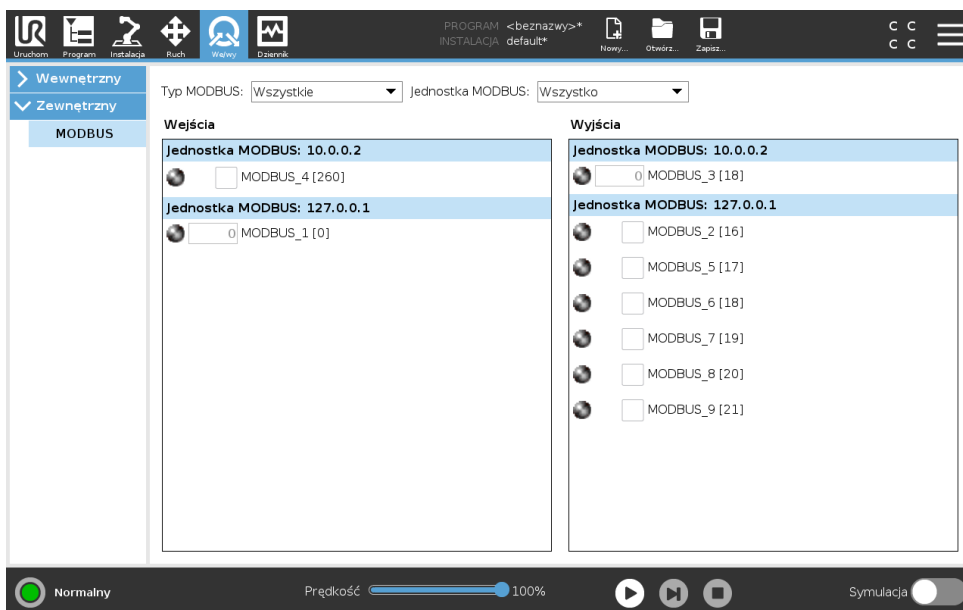 UR
PROGRAM <beznazwy>*
INSTALACJA default*
C C
C C
Uruchom Program Instalacja Ruch We/wy Dziennik Nowy... Otwórz... Zapisz...
Wewnętrzny
Zewnętrzny
MODBUS
Typ MODBUS: Wszystkie Jednostka MODBUS: Wszystko
Wejścia
Jednostka MODBUS: 10.0.0.2
MODBUS_4 [260]
Jednostka MODBUS: 127.0.0.1
0 MODBUS_1 [0]
Wyjścia
Jednostka MODBUS: 10.0.0.2
0 MODBUS_3 [18]
Jednostka MODBUS: 127.0.0.1
MODBUS_2 [16]
MODBUS_5 [17]
MODBUS_6 [18]
MODBUS_7 [19]
MODBUS_8 [20]
MODBUS_9 [21]
Normalny Prędkość 100% Symulacja